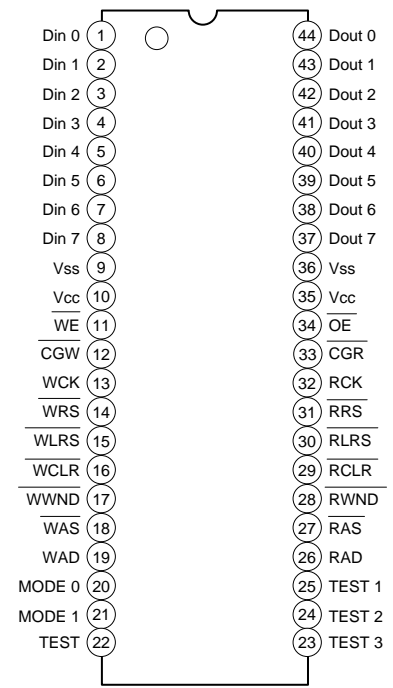 Din 0 1 44 Dout 0
Din 1 2 43 Dout 1
Din 2 3 42 Dout 2
Din 3 4 41 Dout 3
Din 4 5 40 Dout 4
Din 5 6 39 Dout 5
Din 6 7 38 Dout 6
Din 7 8 37 Dout 7
Vss 9 36 Vss
Vcc 10 35 Vcc
WE 11 34 OE
CGW 12 33 CGR
WCK 13 32 RCK
WRS 14 31 RRS
WLRS 15 30 RLRS
WCLR 16 29 RCLR
WWND 17 28 RWND
WAS 18 27 RAS
WAD 19 26 RAD
MODE 0 20 25 TEST 1
MODE 1 21 24 TEST 2
TEST 22 23 TEST 3